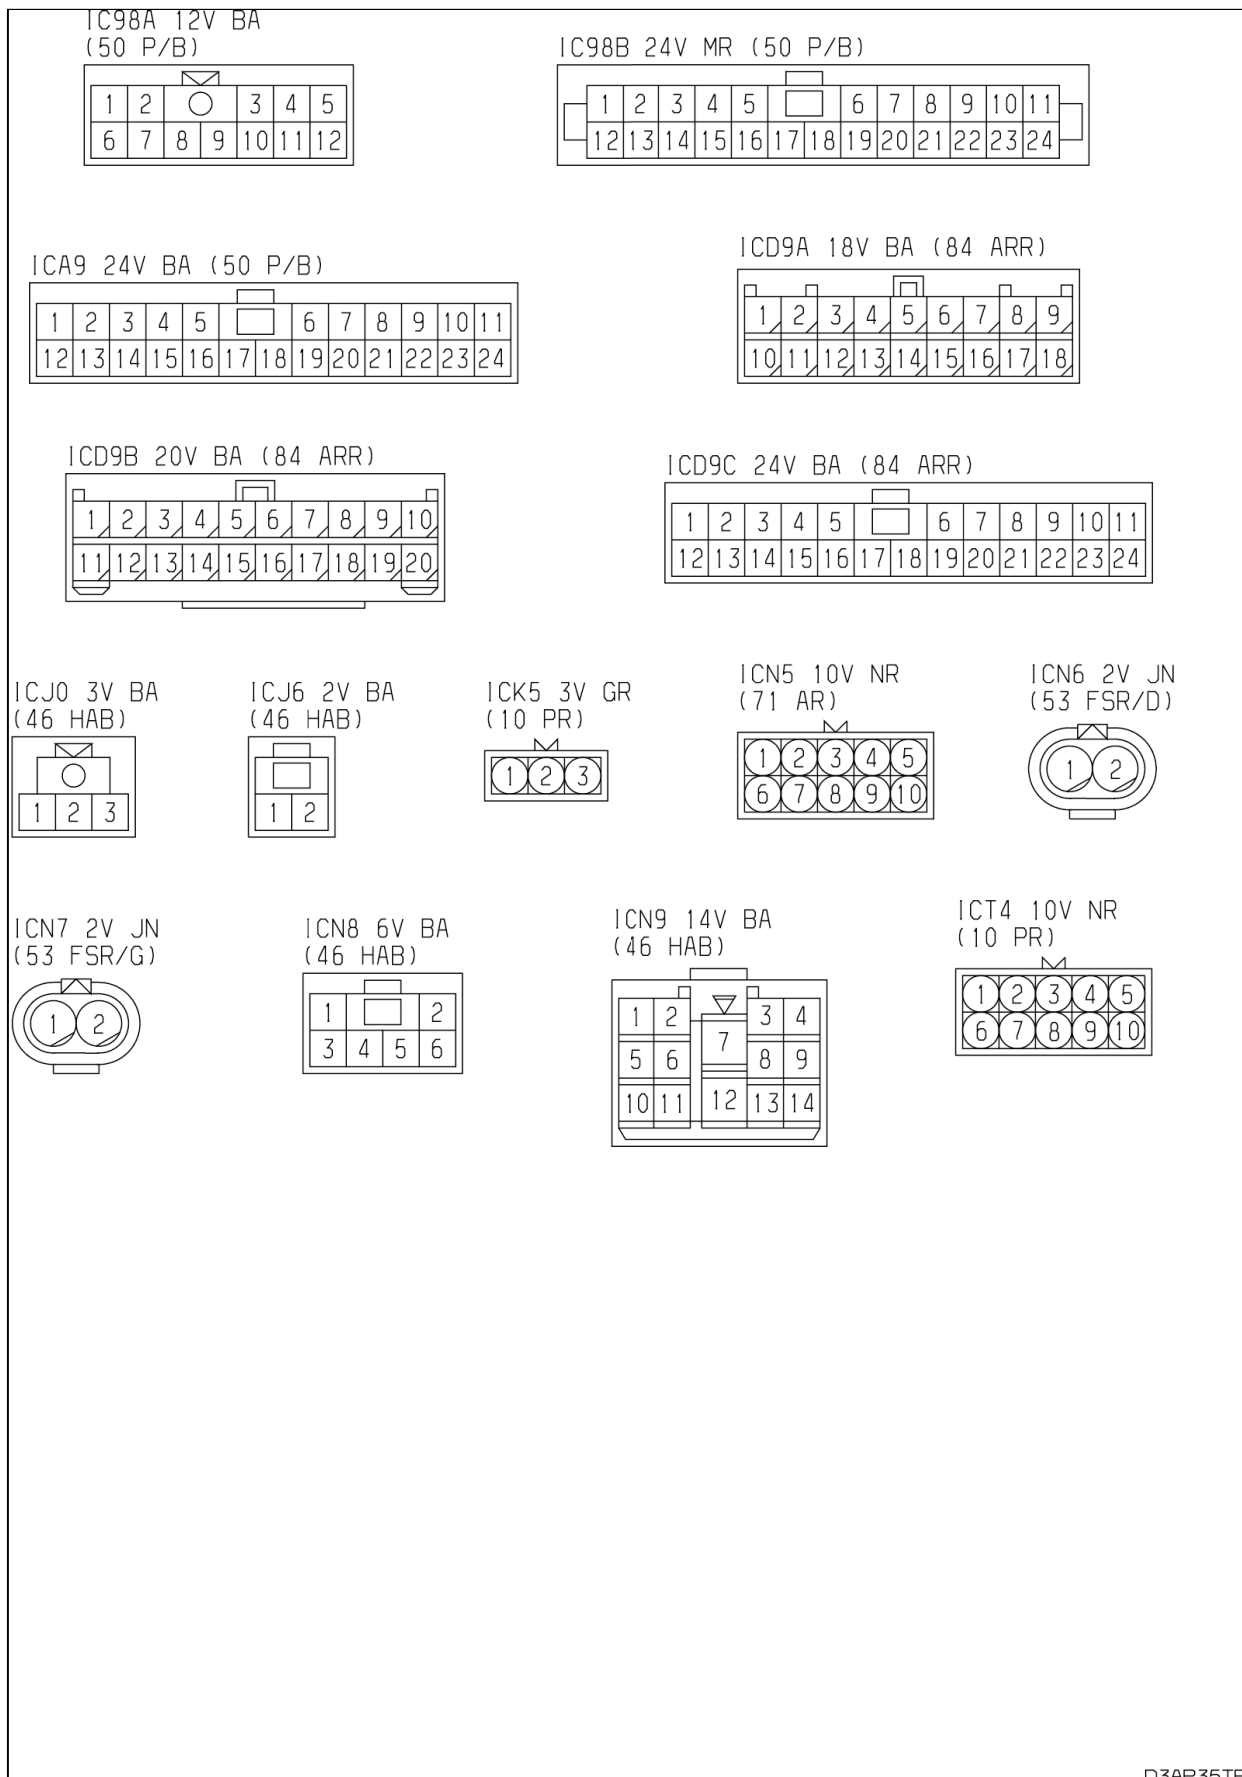 IC98A 12V BA
(50 P/B)
1 2 3 4 5
6 7 8 9 10 11 12
IC98B 24V MR (50 P/B)
1 2 3 4 5 6 7 8 9 10 11
12 13 14 15 16 17 18 19 20 21 22 23 24
ICA9 24V BA (50 P/B)
1 2 3 4 5 6 7 8 9 10 11
12 13 14 15 16 17 18 19 20 21 22 23 24
ICD9A 18V BA (84 ARR)
1 2 3 4 5 6 7 8 9
10 11 12 13 14 15 16 17 18
ICD9B 20V BA (84 ARR)
1 2 3 4 5 6 7 8 9 10
11 12 13 14 15 16 17 18 19 20
ICD9C 24V BA (84 ARR)
1 2 3 4 5 6 7 8 9 10 11
12 13 14 15 16 17 18 19 20 21 22 23 24
ICJ0 3V BA
(46 HAB)
1 2 3
ICJ6 2V BA
(46 HAB)
1 2
ICK5 3V GR
(10 PR)
1 2 3
ICN5 10V NR
(71 AR)
1 2 3 4 5
6 7 8 9 10
ICN6 2V JN
(53 FSR/D)
1 2
ICN7 2V JN
(53 FSR/G)
1 2
ICN8 6V BA
(46 HAB)
1 2
3 4 5 6
ICN9 14V BA
(46 HAB)
1 2 3 4
5 6 7 8 9
10 11 12 13 14
ICT4 10V NR
(10 PR)
1 2 3 4 5
6 7 8 9 10